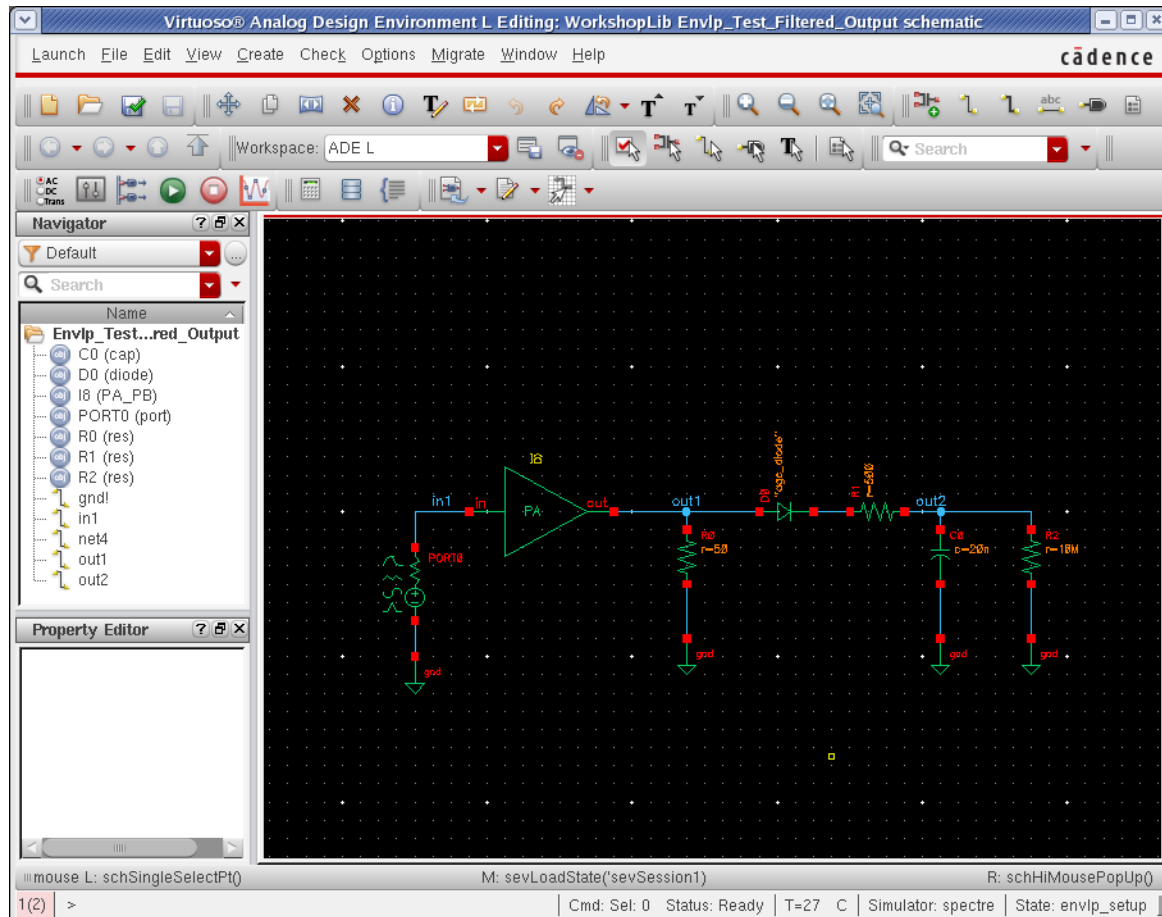 Virtuoso® Analog Design Environment L Editing: WorkshopLib Envlp_Test_Filtered_Output schematic
Launch File Edit View Create Check Options Migrate Window Help
cādence
abc
Workspace: ADE L
Search
AC
DC
Trans
Navigator
Default
Search
Name
Envlp_Test...red_Output
C0 (cap)
D0 (diode)
I8 (PA_PB)
PORT0 (port)
R0 (res)
R1 (res)
R2 (res)
gnd!
in1
net4
out1
out2
Property Editor
I8
in1
in
PA
out
out1
D0
R1
r=500
out2
PORT0
R0
r=50
C0
c=20n
R2
r=10M
gnd
gnd
gnd
gnd
mouse L: schSingleSelectPt()
M: sevLoadState('sevSession1)
R: schHiMousePopUp()
1(2) >
Cmd: Sel: 0 Status: Ready T=27 C Simulator: spectre State: envlp_setup